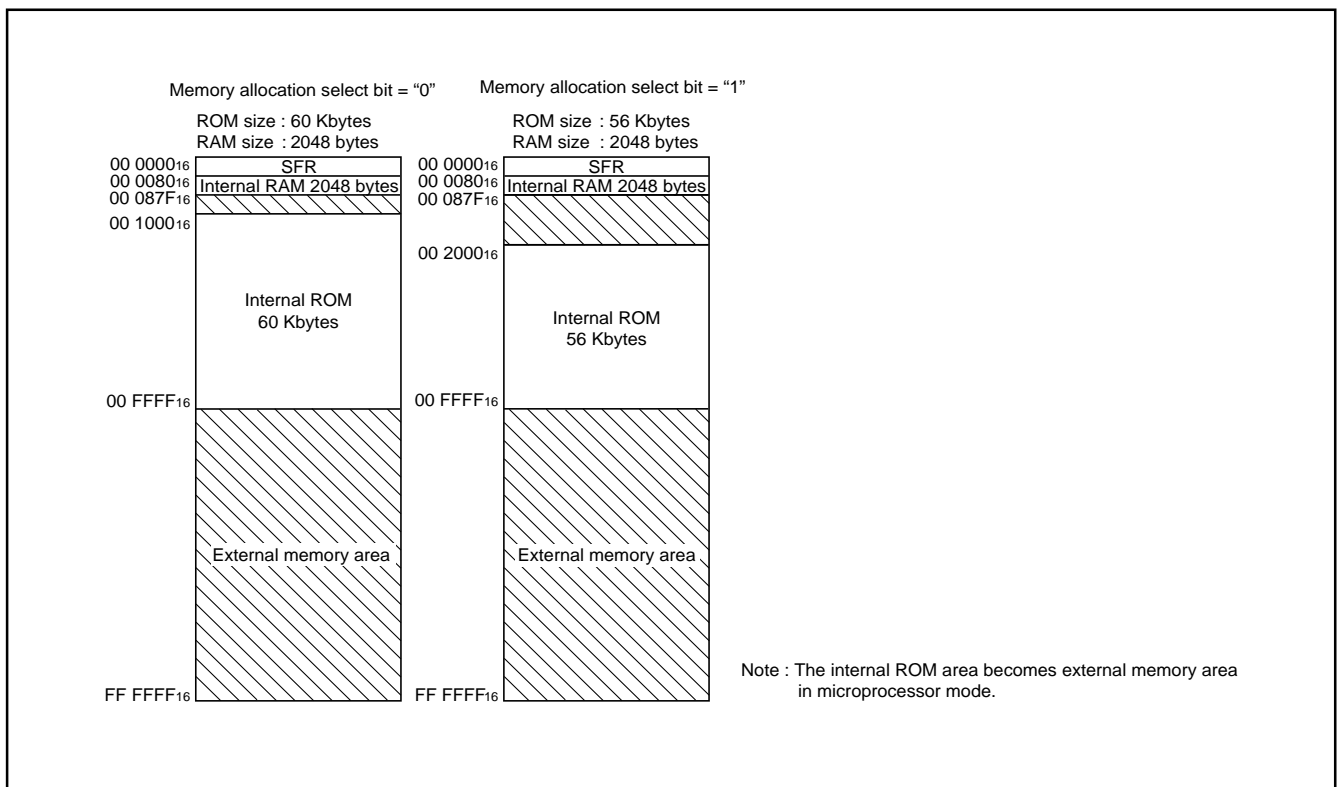 Memory allocation select bit = “0”
ROM size : 60 Kbytes
RAM size : 2048 bytes
00 000016
SFR
00 008016
Internal RAM 2048 bytes
00 087F16
00 100016
Internal ROM
60 Kbytes
00 FFFF16
External memory area
FF FFFF16
Memory allocation select bit = “1”
ROM size : 56 Kbytes
RAM size : 2048 bytes
00 000016
SFR
00 008016
Internal RAM 2048 bytes
00 087F16
00 200016
Internal ROM
56 Kbytes
00 FFFF16
External memory area
FF FFFF16
Note : The internal ROM area becomes external memory area
in microprocessor mode.